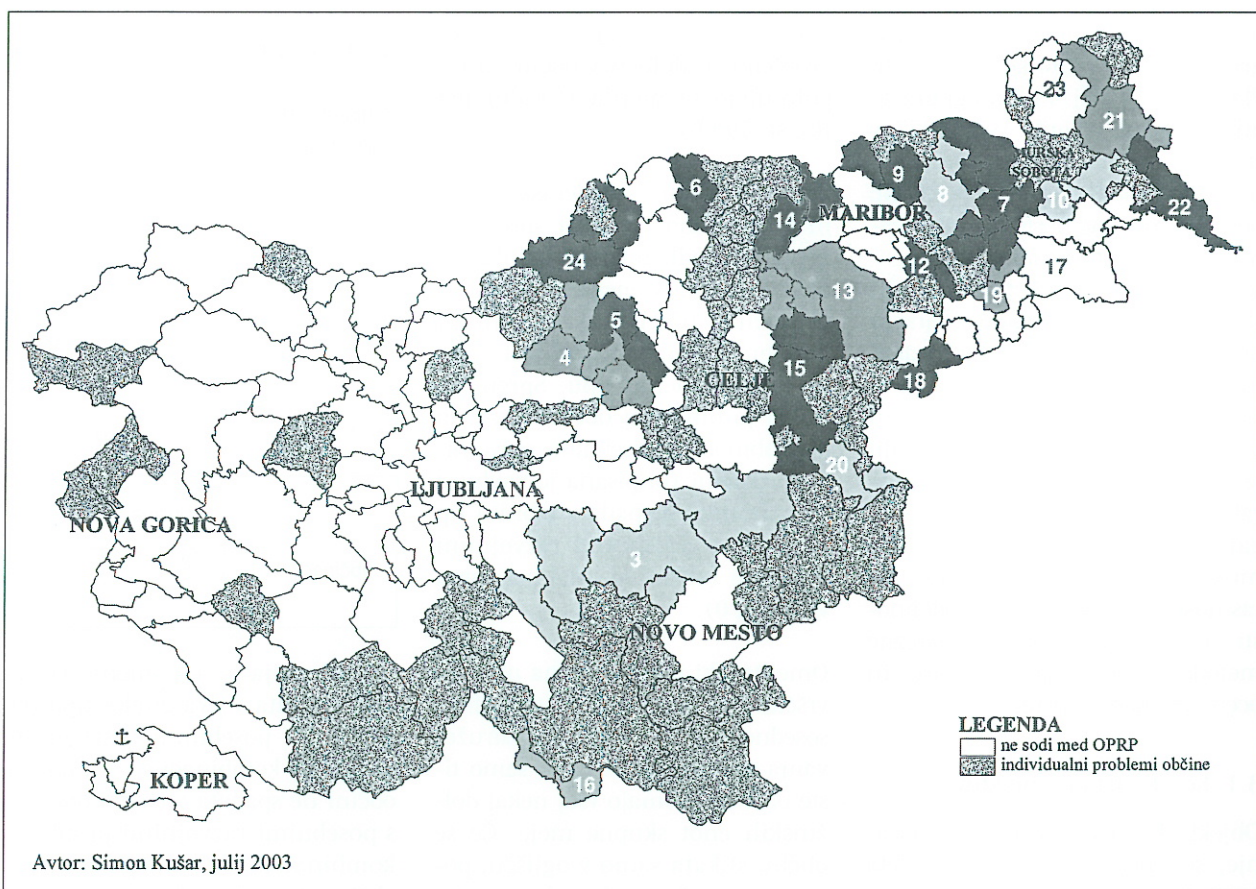 23
21
MURSKA
SOBOTA
6
9
8
10
7
22
14
MARIBOR
24
12
17
13
19
5
4
15
CELJE
18
20
LJUBLJANA
NOVA GORICA
3
NOVO MESTO
16
KOPER
LEGENDA
ne sodi med OPRP
individualni problemi občine
Avtor: Simon Kušar, julij 2003